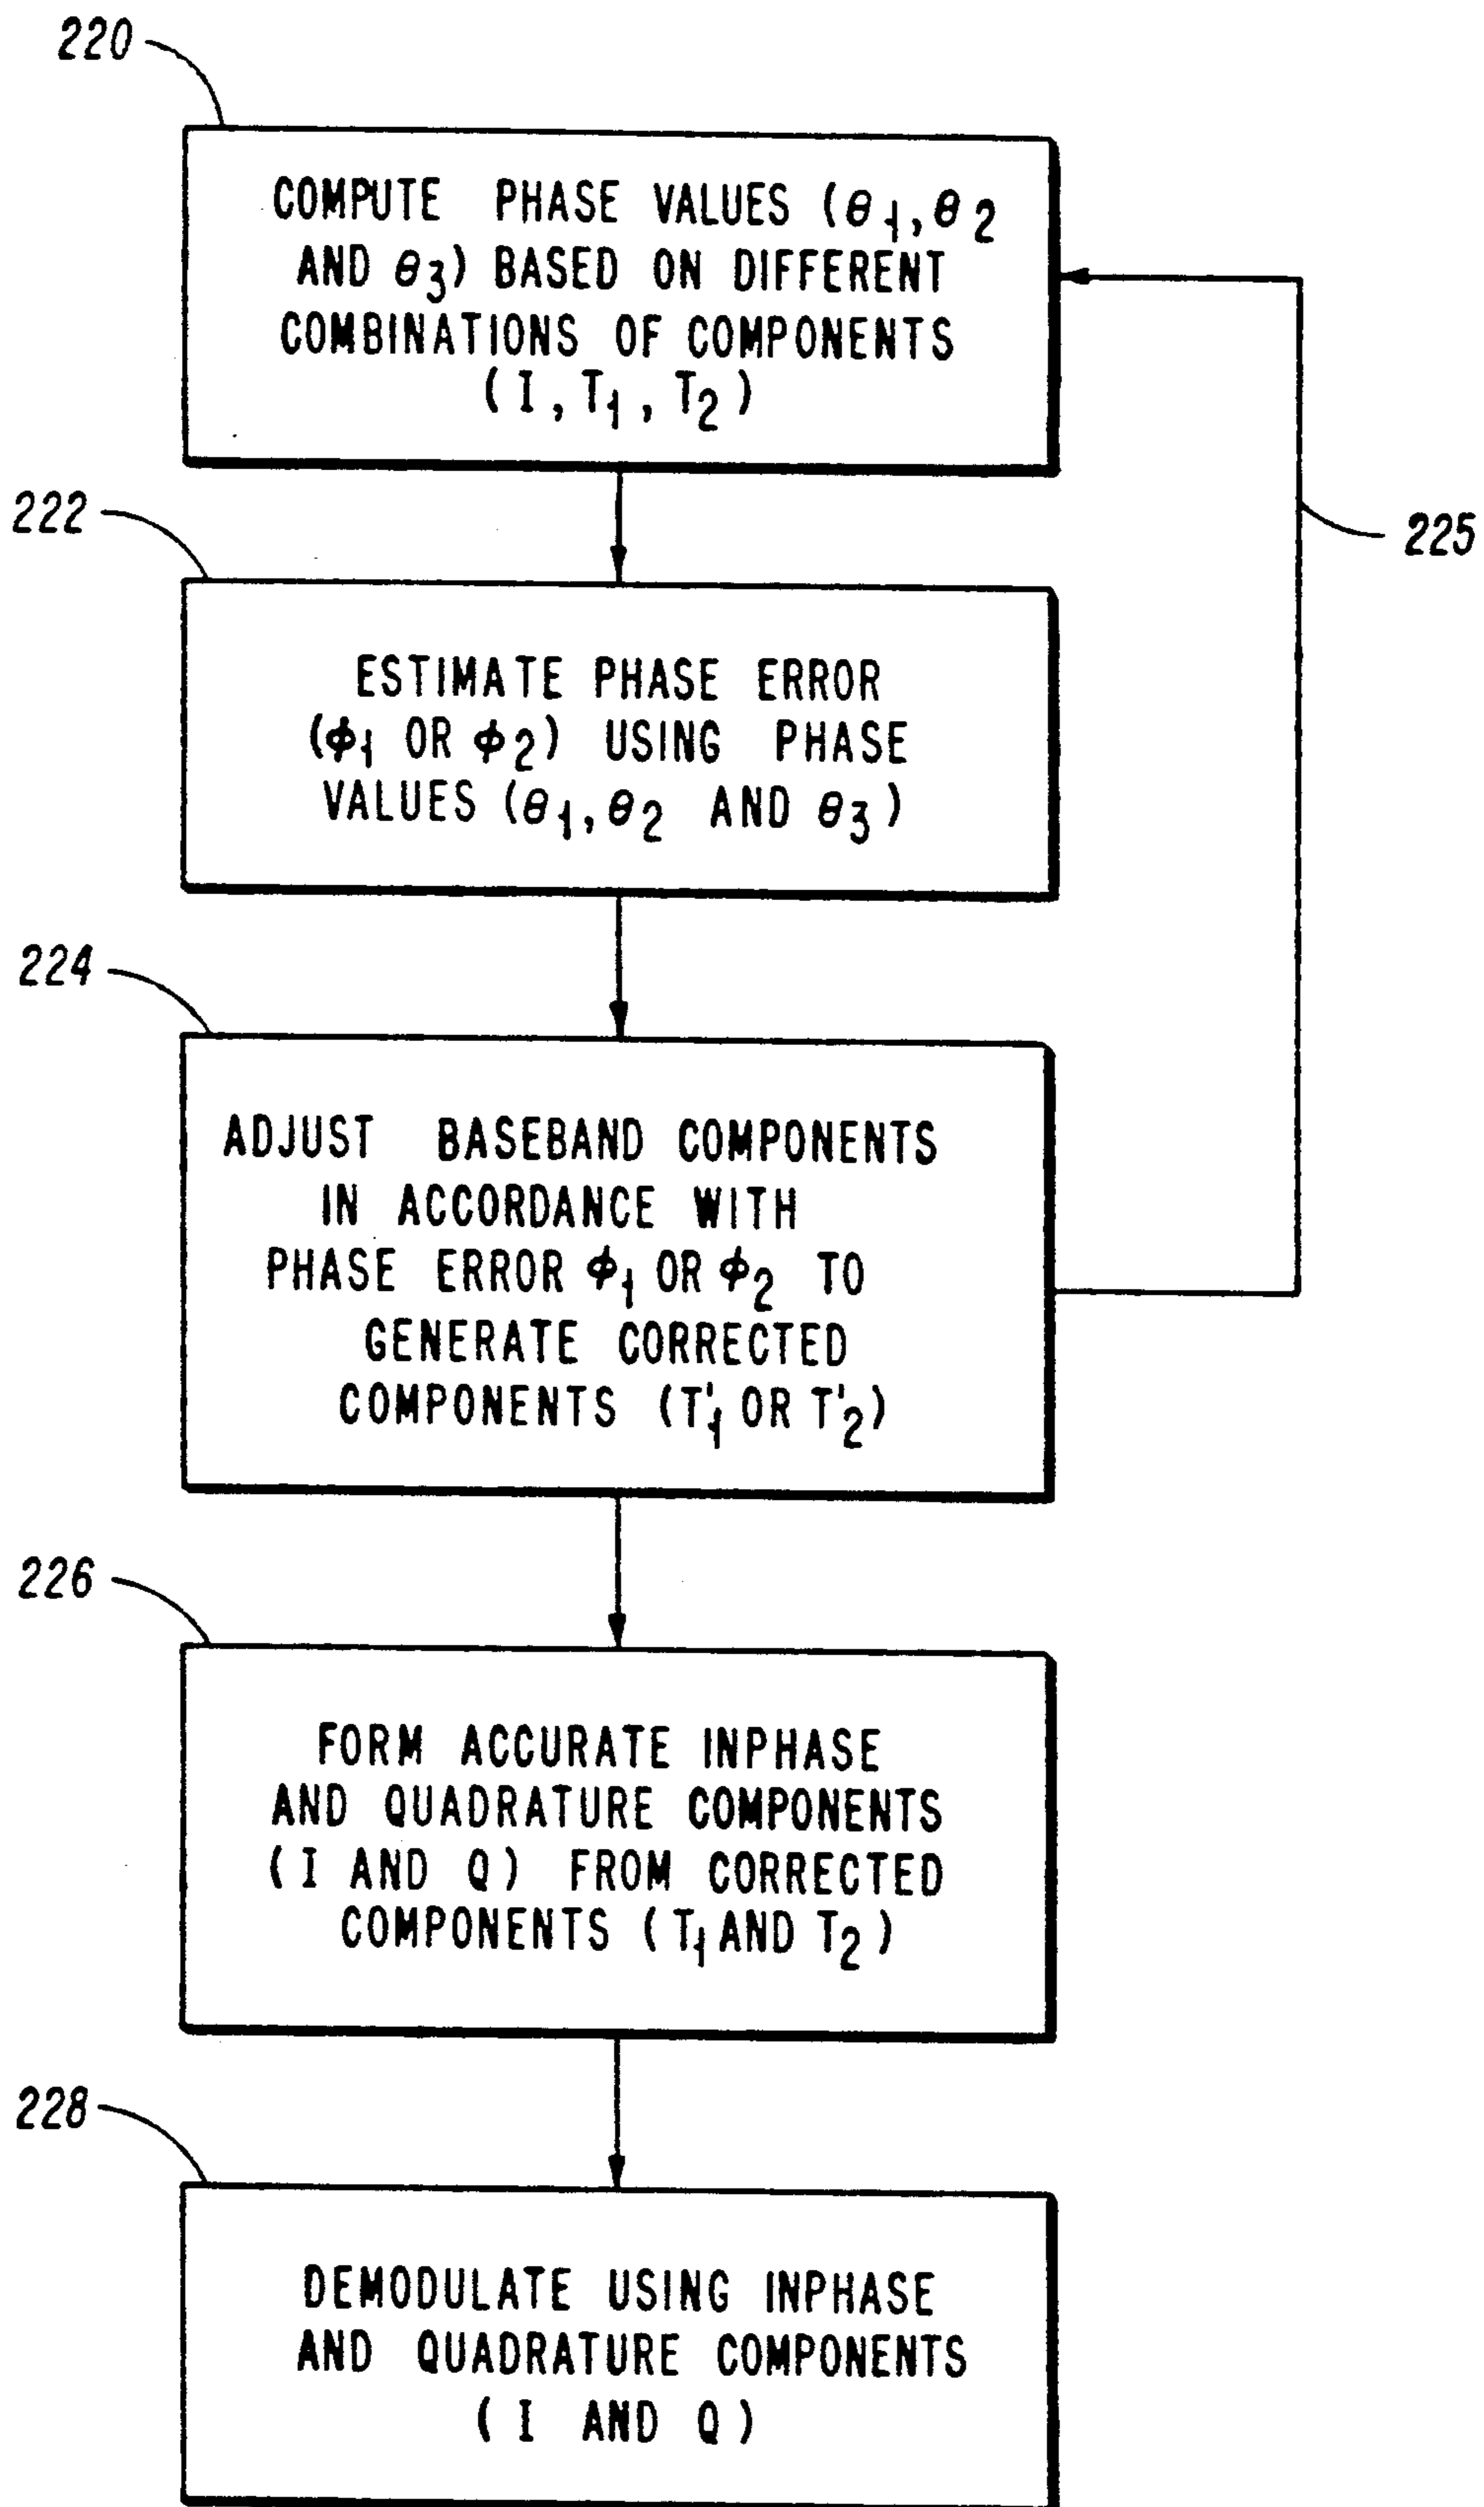 220
COMPUTE PHASE VALUES (θ1, θ2
AND θ3) BASED ON DIFFERENT
COMBINATIONS OF COMPONENTS
(I, T1, T2)
222
225
ESTIMATE PHASE ERROR
(ϕ1 OR ϕ2) USING PHASE
VALUES (θ1, θ2 AND θ3)
224
ADJUST BASEBAND COMPONENTS
IN ACCORDANCE WITH
PHASE ERROR ϕ1 OR ϕ2 TO
GENERATE CORRECTED
COMPONENTS (T'1 OR T'2)
226
FORM ACCURATE INPHASE
AND QUADRATURE COMPONENTS
(I AND Q) FROM CORRECTED
COMPONENTS (T1 AND T2)
228
DEMODULATE USING INPHASE
AND QUADRATURE COMPONENTS
(I AND Q)